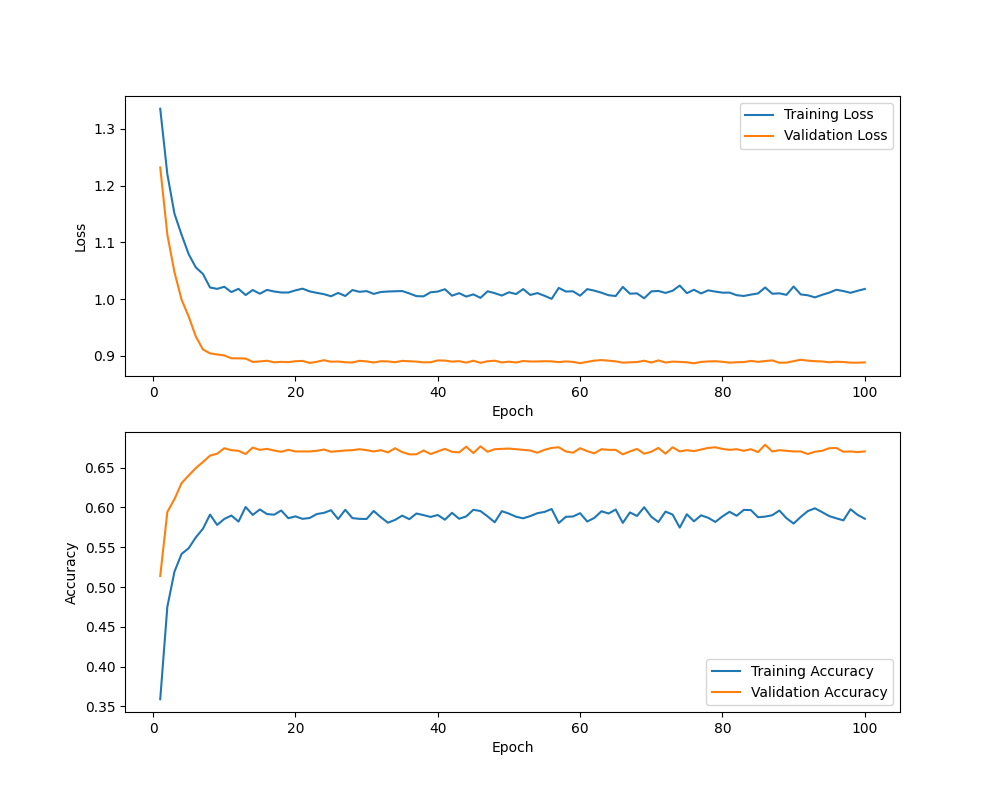 1.3
1.2
1.1
1.0
0.9
Loss
Training Loss
Validation Loss
0 20 40 60 80 100
Epoch
0.65
0.60
0.55
0.50
0.45
0.40
0.35
Accuracy
Training Accuracy
Validation Accuracy
0 20 40 60 80 100
Epoch